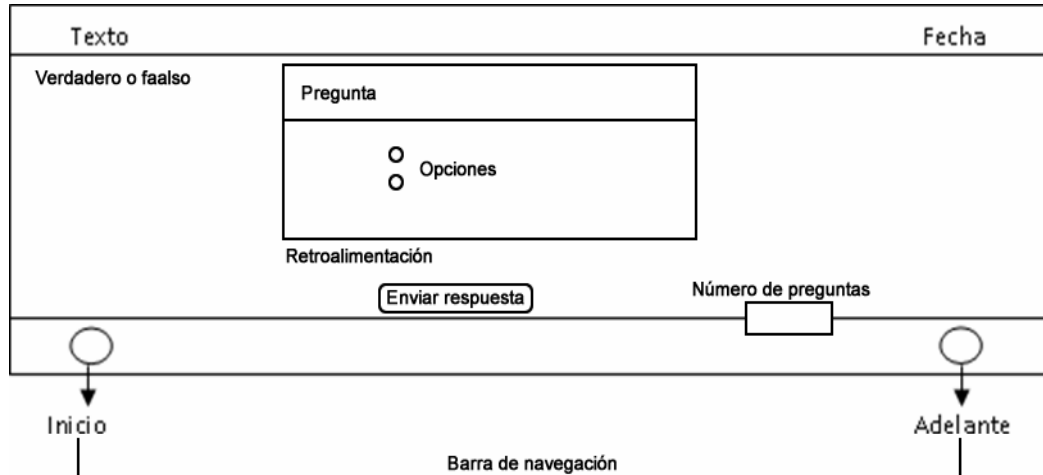 Texto
Fecha
Verdadero o faalso
Pregunta
Opciones
Retroalimentación
Enviar respuesta
Número de preguntas
Inicio
Adelante
Barra de navegación